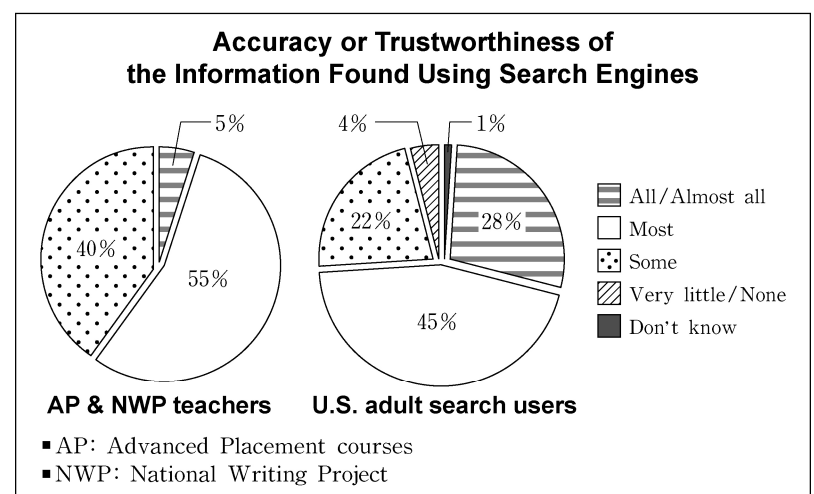 Accuracy or Trustworthiness of
the Information Found Using Search Engines
5%
40%
55%
4%
1%
22%
28%
45%
All/Almost all
Most
Some
Very little/None
Don't know
AP & NWP teachers
U.S. adult search users
▪AP: Advanced Placement courses
▪NWP: National Writing Project